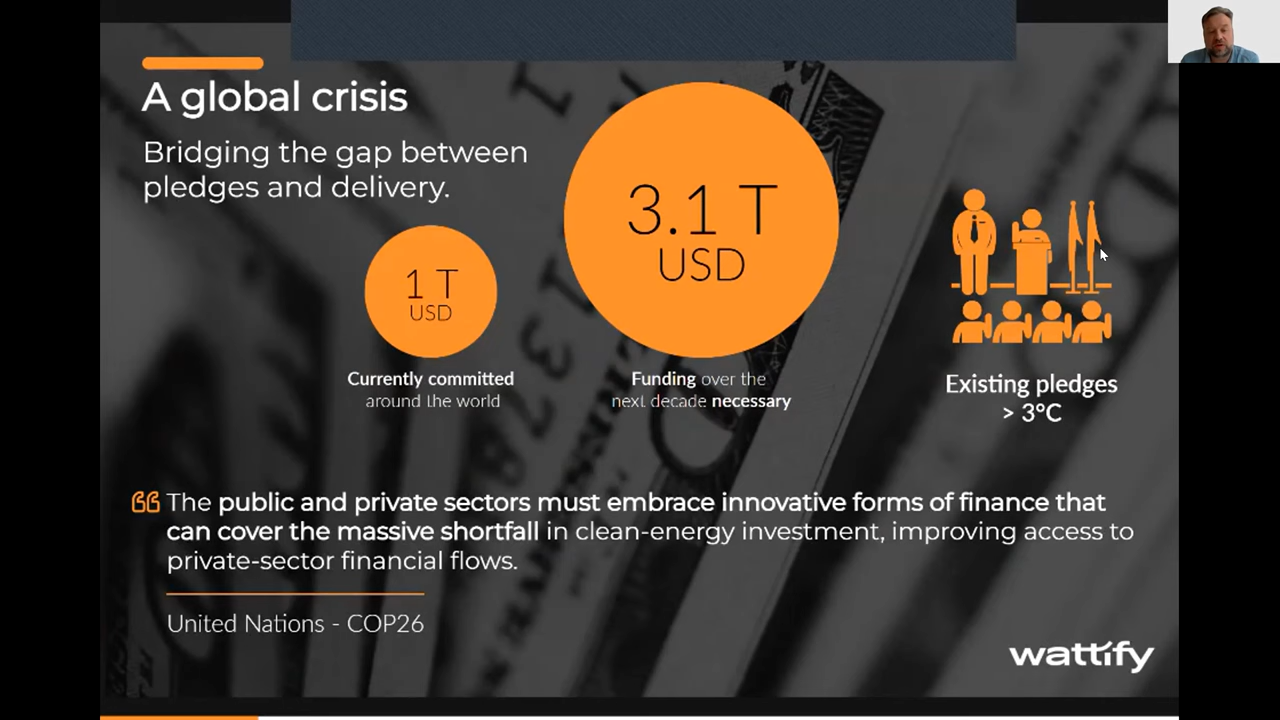 A global crisis
Bridging the gap between
pledges and delivery.
1 T
USD
Currently committed
around the world
3.1 T
USD
Funding over the
next decade necessary
Existing pledges
> 3°C
The public and private sectors must embrace innovative forms of finance that
can cover the massive shortfall in clean-energy investment, improving access to
private-sector financial flows.
United Nations - COP26
wattify